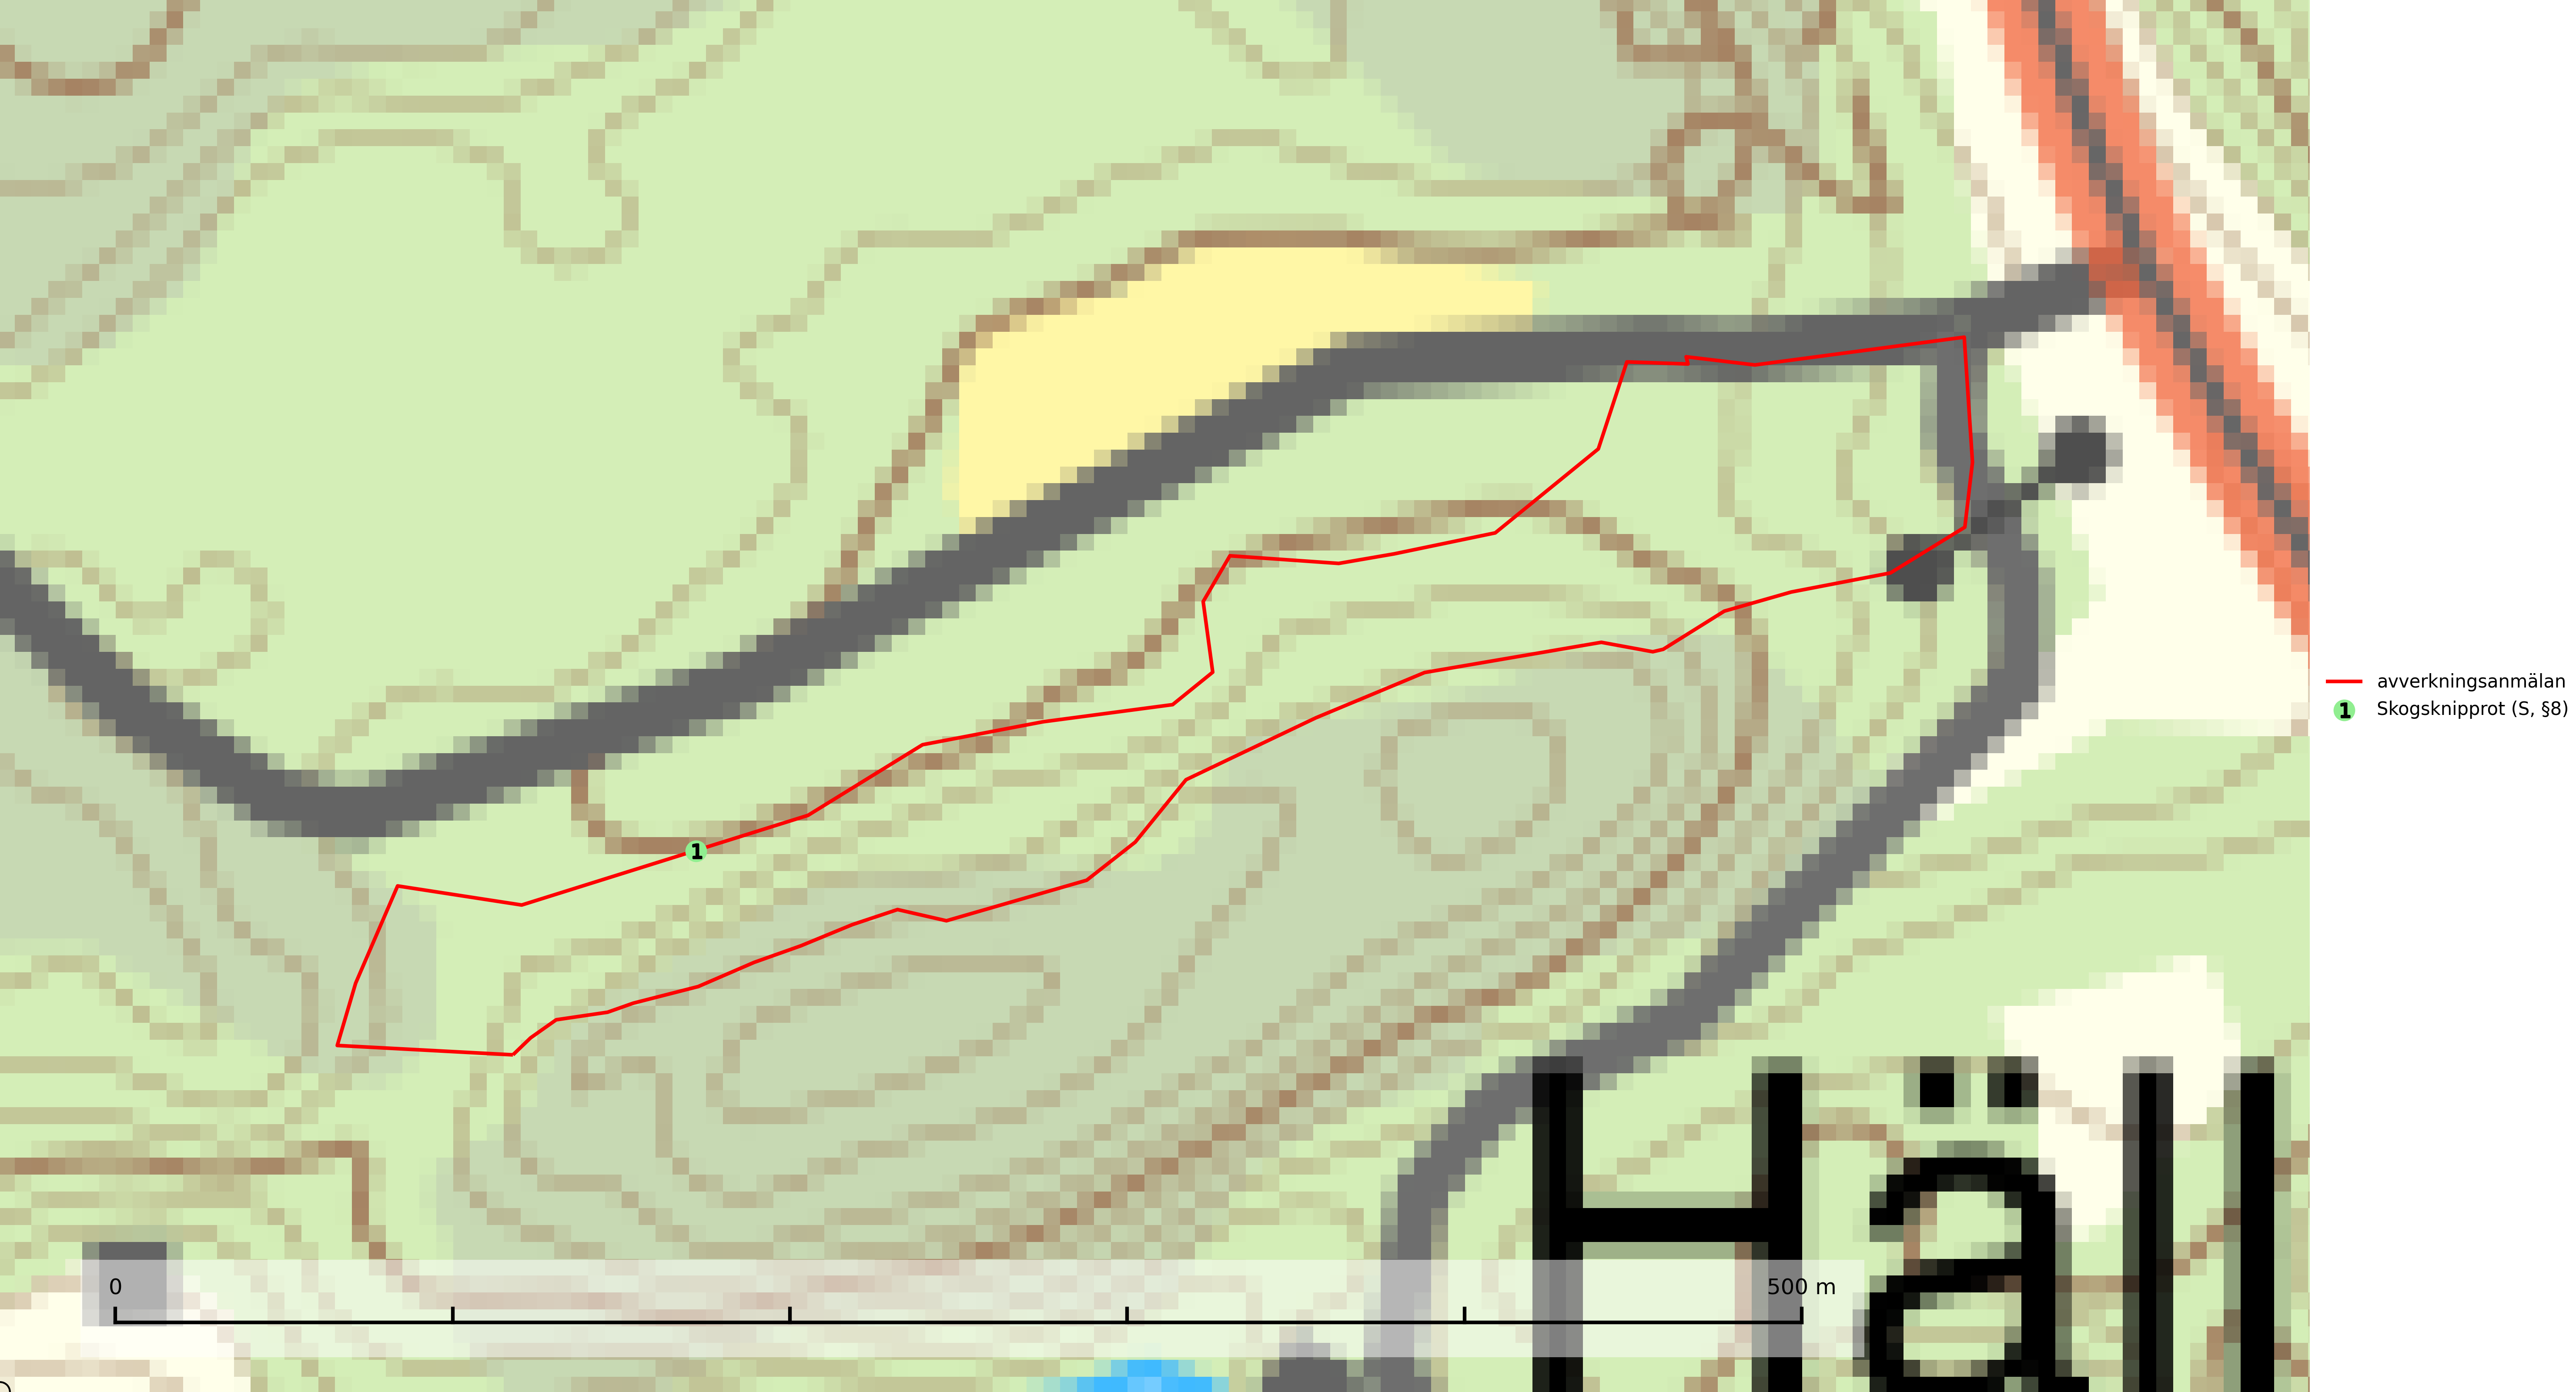 avverkningsanmälan
1 Skogsknipprot (S, §8)
1
Häll
0 500 m